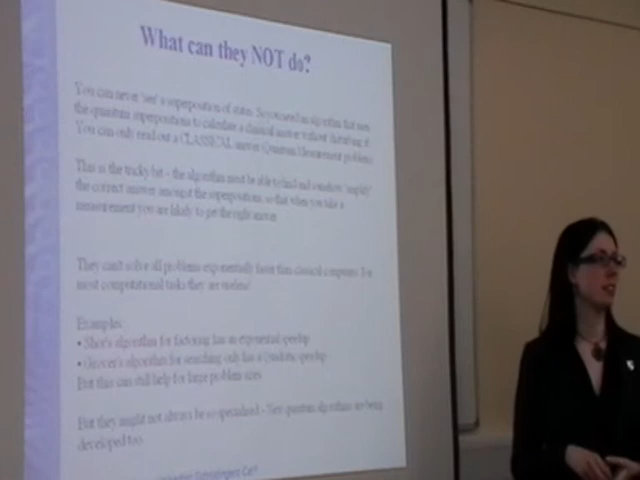 What can they NOT do?
You can never 'see' a superposition of states. So you need an algorithm that uses
the quantum superpositions to calculate a classical answer without disturbing it
You can only read out a CLASSICAL answer (Quantum Measurement problem)
This is the tricky bit - the algorithm must be able to find and somehow 'amplify'
the correct answer amongst the superpositions, so that when you take a
measurement you are likely to get the right answer
They can't solve all problems exponentially faster than classical computers. For
most computational tasks they are useless!
Examples:
• Shor's algorithm for factoring has an exponential speedup
• Grover's algorithm for searching only has a Quadratic speedup -
But this can still help for large problem sizes
But they might not always be so specialised - New quantum algorithms are being
developed too